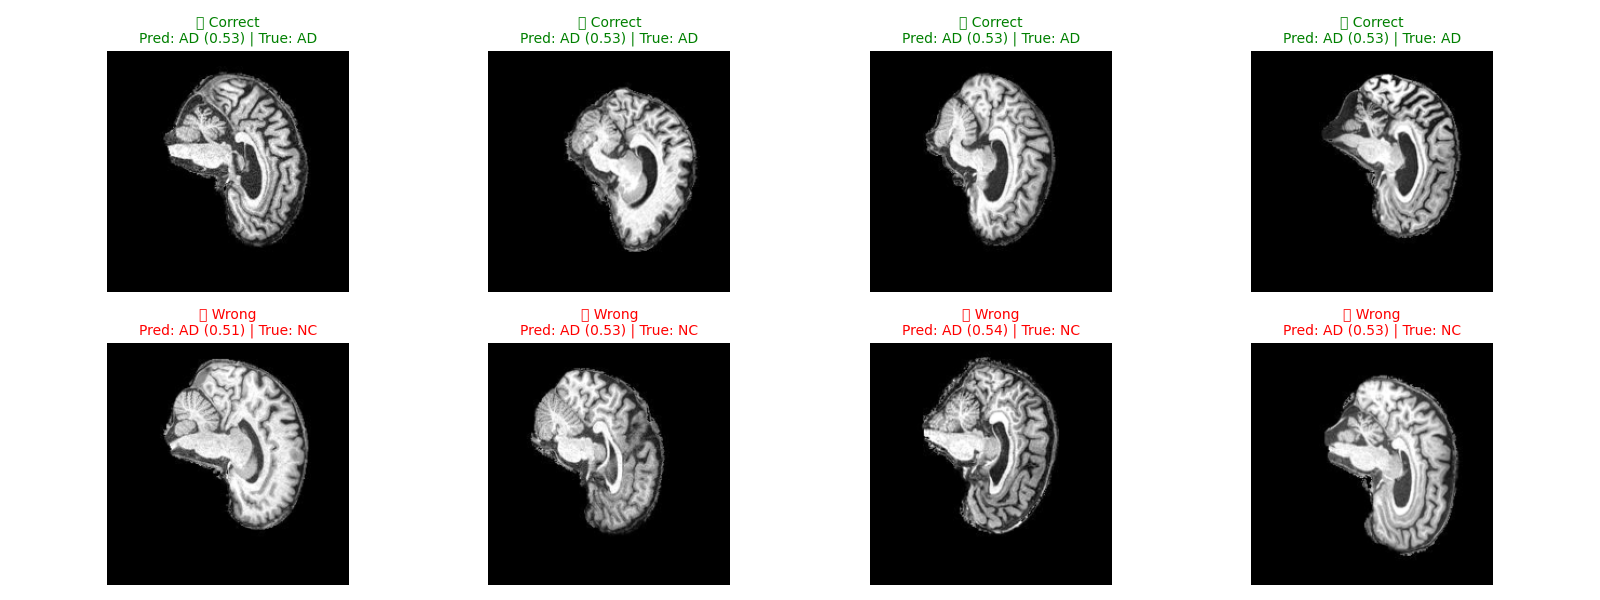 ▯ Correct
Pred: AD (0.53) | True: AD
▯ Correct
Pred: AD (0.53) | True: AD
▯ Correct
Pred: AD (0.53) | True: AD
▯ Correct
Pred: AD (0.53) | True: AD
▯ Wrong
Pred: AD (0.51) | True: NC
▯ Wrong
Pred: AD (0.53) | True: NC
▯ Wrong
Pred: AD (0.54) | True: NC
▯ Wrong
Pred: AD (0.53) | True: NC